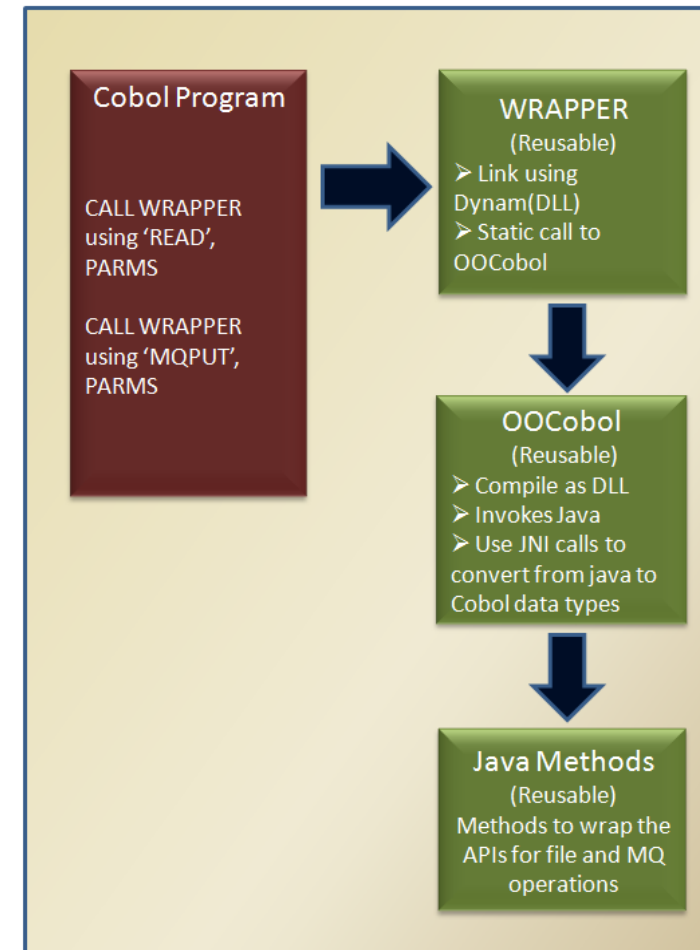 Cobol Program
CALL WRAPPER
using ‘READ’,
PARMS
CALL WRAPPER
using ‘MQPUT’,
PARMS
WRAPPER
(Reusable)
➢ Link using
Dynam(DLL)
➢ Static call to
OOCobol
OOCobol
(Reusable)
➢ Compile as DLL
➢ Invokes Java
➢ Use JNI calls to
convert from java to
Cobol data types
Java Methods
(Reusable)
Methods to wrap the
APIs for file and MQ
operations